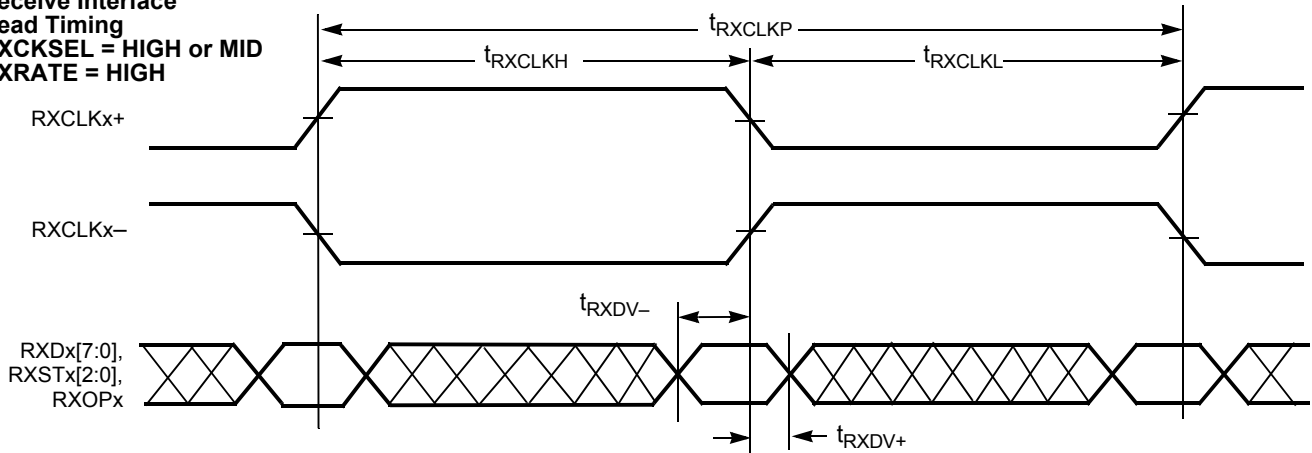 eceive Interface
ead Timing
XCKSEL = HIGH or MID
XRATE = HIGH
tRXCLKP
tRXCLKH
tRXCLKL
RXCLKx+
RXCLKx–
tRXDV–
RXDx[7:0],
RXSTx[2:0],
RXOPx
tRXDV+